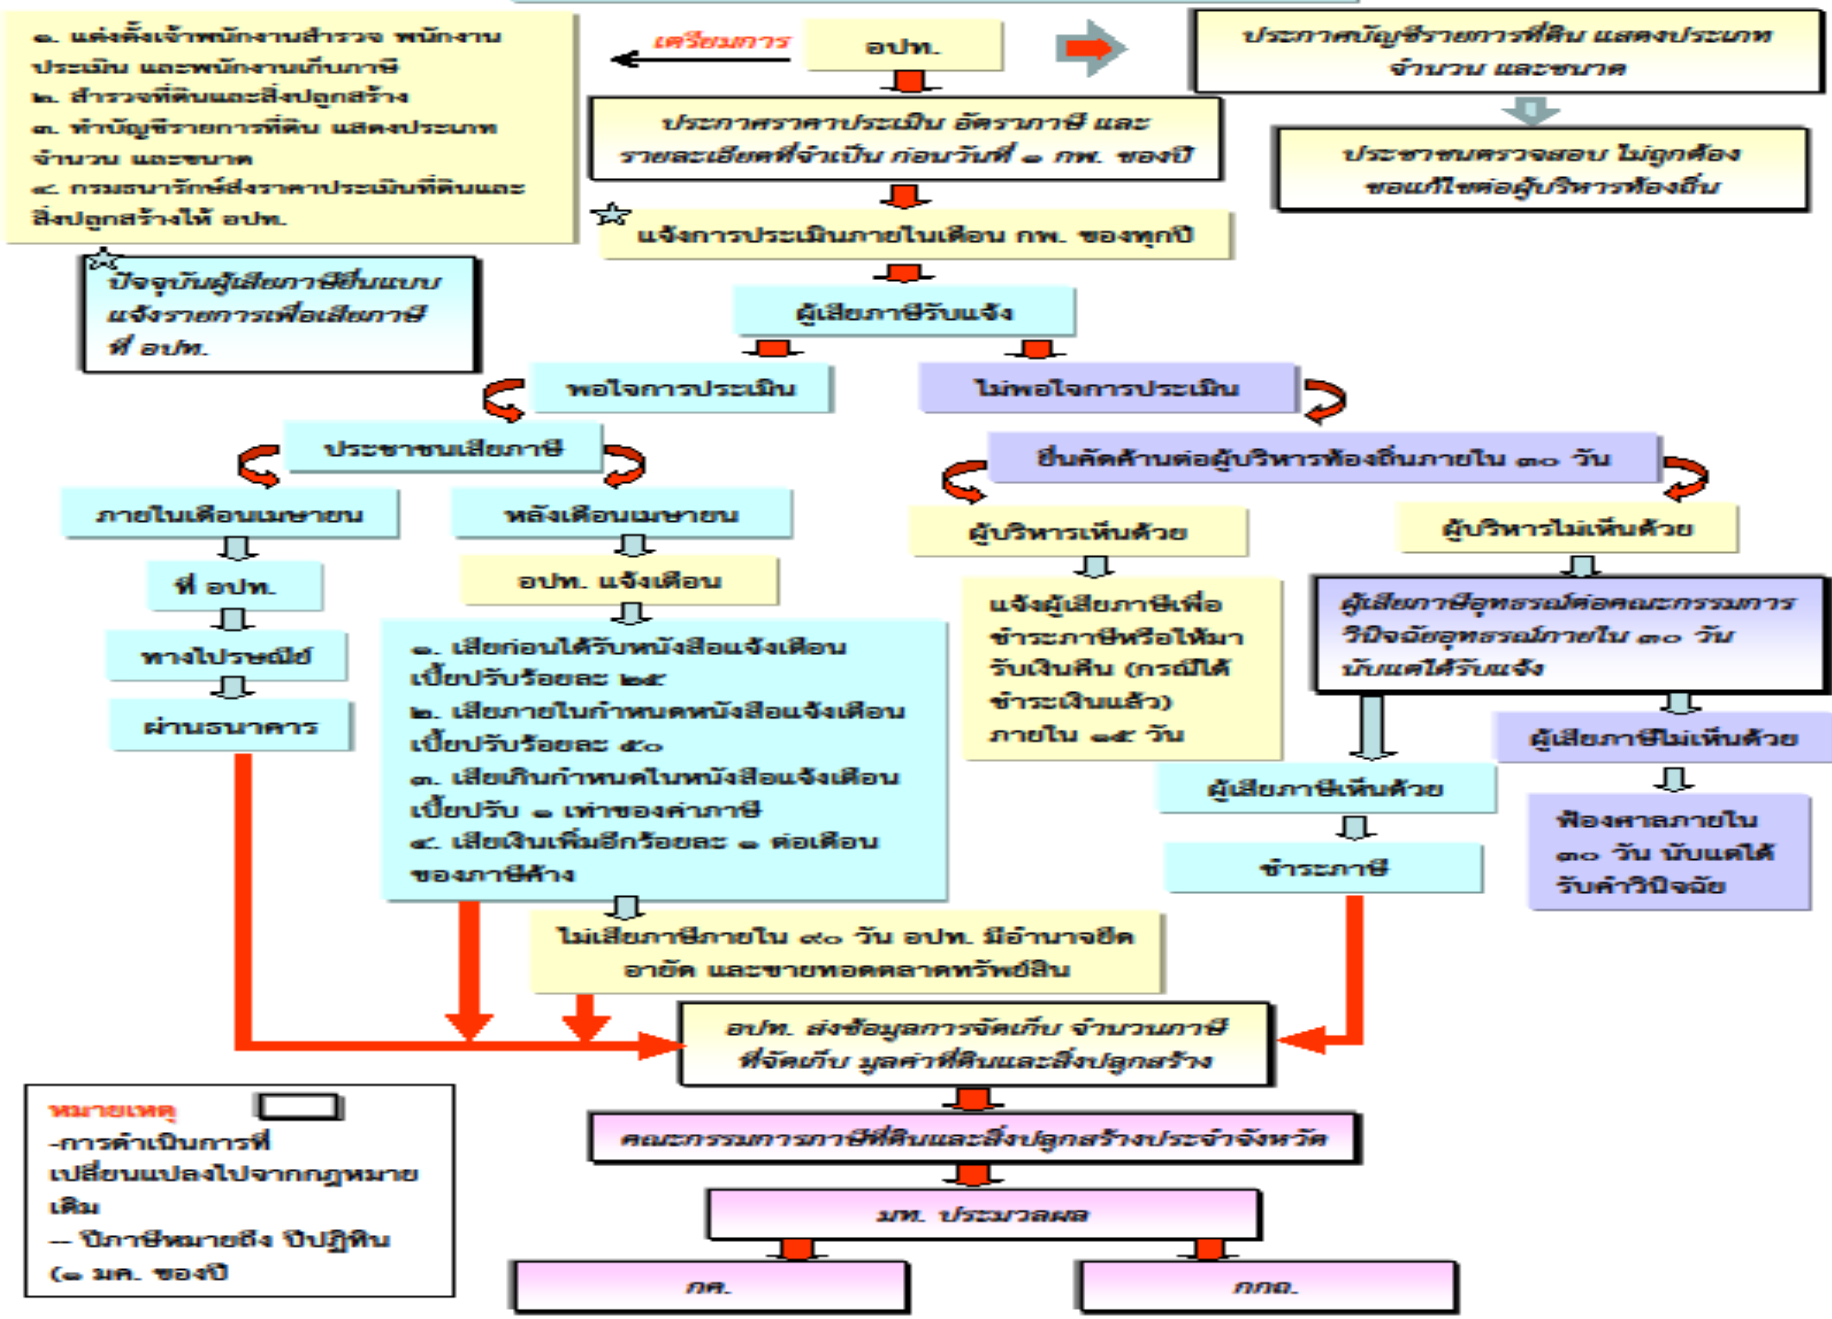 ๑. แต่งตั้งเจ้าพนักงานสำรวจ พนักงาน
ประเมิน และพนักงานเก็บภาษี
๒. สำรวจที่ดินและสิ่งปลูกสร้าง
๓. ทำบัญชีรายการที่ดิน แสดงประเภท
จำนวน และขนาด
๔. กรมธนารักษ์ส่งราคาประเมินที่ดินและ
สิ่งปลูกสร้างให้ อปท.
เตรียมการ
อปท.
ประกาศบัญชีรายการที่ดิน แสดงประเภท
จำนวน และขนาด
ประกาศราคาประเมิน อัตราภาษี และ
รายละเอียดที่จำเป็น ก่อนวันที่ ๑ กพ. ของปี
ประชาชนตรวจสอบ ไม่ถูกต้อง
ขอแก้ไขต่อผู้บริหารท้องถิ่น
แจ้งการประเมินภายในเดือน กพ. ของทุกปี
ปัจจุบันผู้เสียภาษียื่นแบบ
แจ้งรายการเพื่อเสียภาษี
ที่ อปท.
ผู้เสียภาษีรับแจ้ง
พอใจการประเมิน
ไม่พอใจการประเมิน
ประชาชนเสียภาษี
ยื่นคัดค้านต่อผู้บริหารท้องถิ่นภายใน ๓๐ วัน
ภายในเดือนเมษายน
หลังเดือนเมษายน
ผู้บริหารเห็นด้วย
ผู้บริหารไม่เห็นด้วย
ที่ อปท.
อปท. แจ้งเตือน
ทางไปรษณีย์
ผ่านธนาคาร
๑. เสียก่อนได้รับหนังสือแจ้งเตือน
เบี้ยปรับร้อยละ ๒๕
๒. เสียภายในกำหนดหนังสือแจ้งเตือน
เบี้ยปรับร้อยละ ๕๐
๓. เสียเกินกำหนดในหนังสือแจ้งเตือน
เบี้ยปรับ ๑ เท่าของค่าภาษี
๔. เสียเงินเพิ่มอีกร้อยละ ๑ ต่อเดือน
ของภาษีค้าง
แจ้งผู้เสียภาษีเพื่อ
ชำระภาษีหรือให้มา
รับเงินคืน (กรณีได้
ชำระเงินแล้ว)
ภายใน ๑๕ วัน
ผู้เสียภาษีอุทธรณ์ต่อคณะกรรมการ
วินิจฉัยอุทธรณ์ภายใน ๓๐ วัน
นับแต่ได้รับแจ้ง
ผู้เสียภาษีไม่เห็นด้วย
ผู้เสียภาษีเห็นด้วย
ฟ้องศาลภายใน
๓๐ วัน นับแต่ได้
รับคำวินิจฉัย
ชำระภาษี
ไม่เสียภาษีภายใน ๙๐ วัน อปท. มีอำนาจยึด
อายัด และขายทอดตลาดทรัพย์สิน
อปท. ส่งข้อมูลการจัดเก็บ จำนวนภาษี
ที่จัดเก็บ มูลค่าที่ดินและสิ่งปลูกสร้าง
คณะกรรมการภาษีที่ดินและสิ่งปลูกสร้างประจำจังหวัด
มท. ประมวลผล
กค.
กกถ.
หมายเหตุ
-การดำเนินการที่
เปลี่ยนแปลงไปจากกฎหมาย
เดิม
-- ปีภาษีหมายถึง ปีปฏิทิน
(๑ มค. ของปี